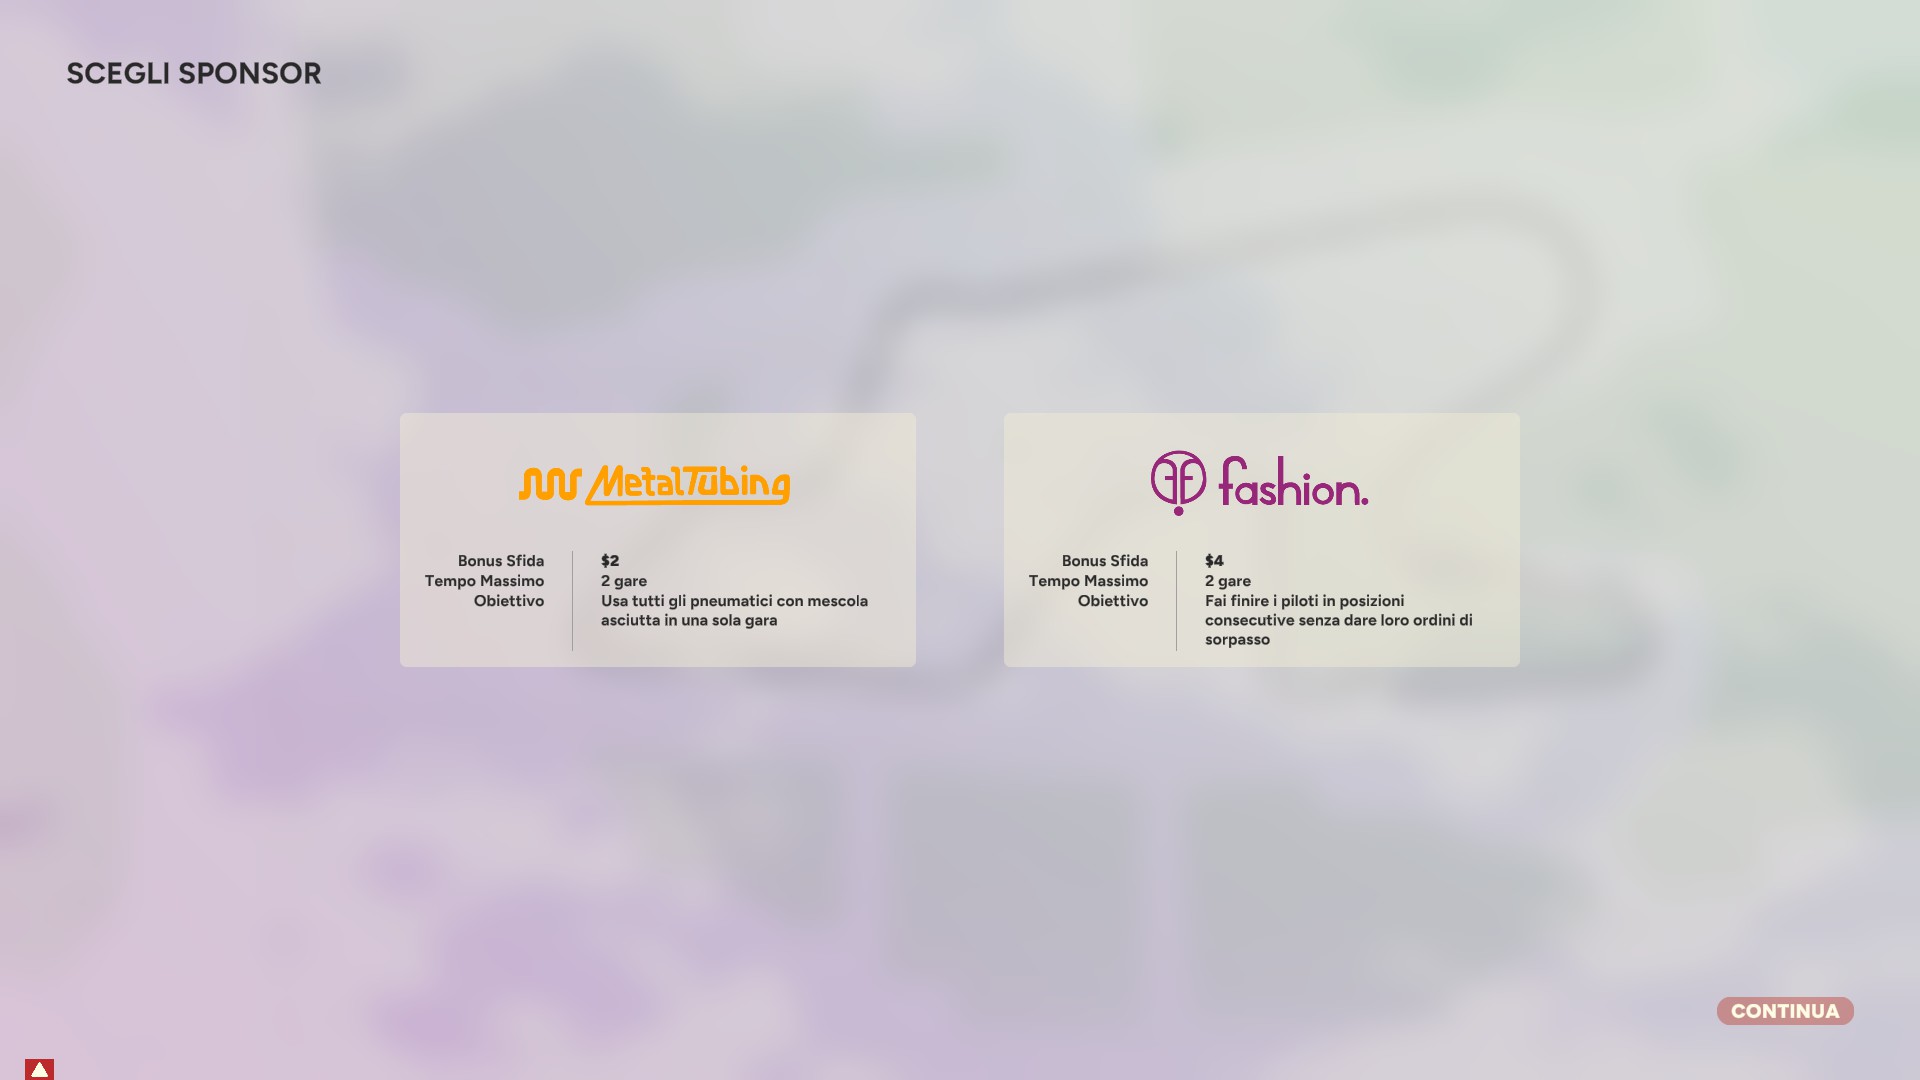 SCEGLI SPONSOR
MetalTubing
Bonus Sfida $2
Tempo Massimo 2 gare
Obiettivo Usa tutti gli pneumatici con mescola
asciutta in una sola gara
fashion.
Bonus Sfida $4
Tempo Massimo 2 gare
Obiettivo Fai finire i piloti in posizioni
consecutive senza dare loro ordini di
sorpasso
CONTINUA